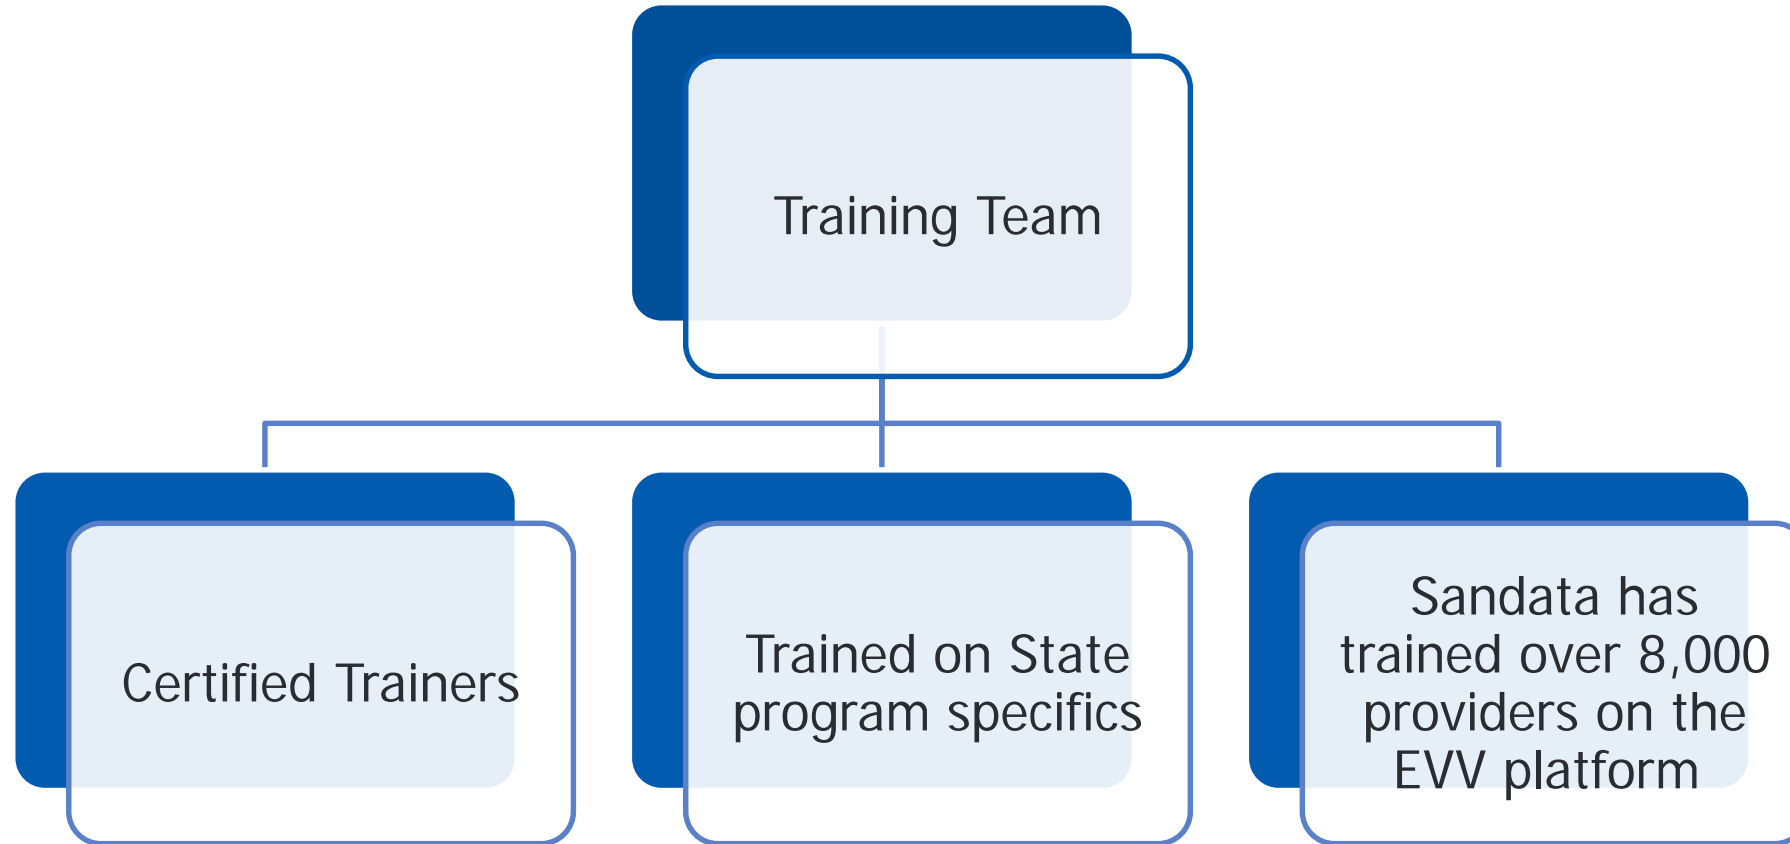 Training Team
Certified Trainers
Trained on State
program specifics
Sandata has
trained over 8,000
providers on the
EVV platform